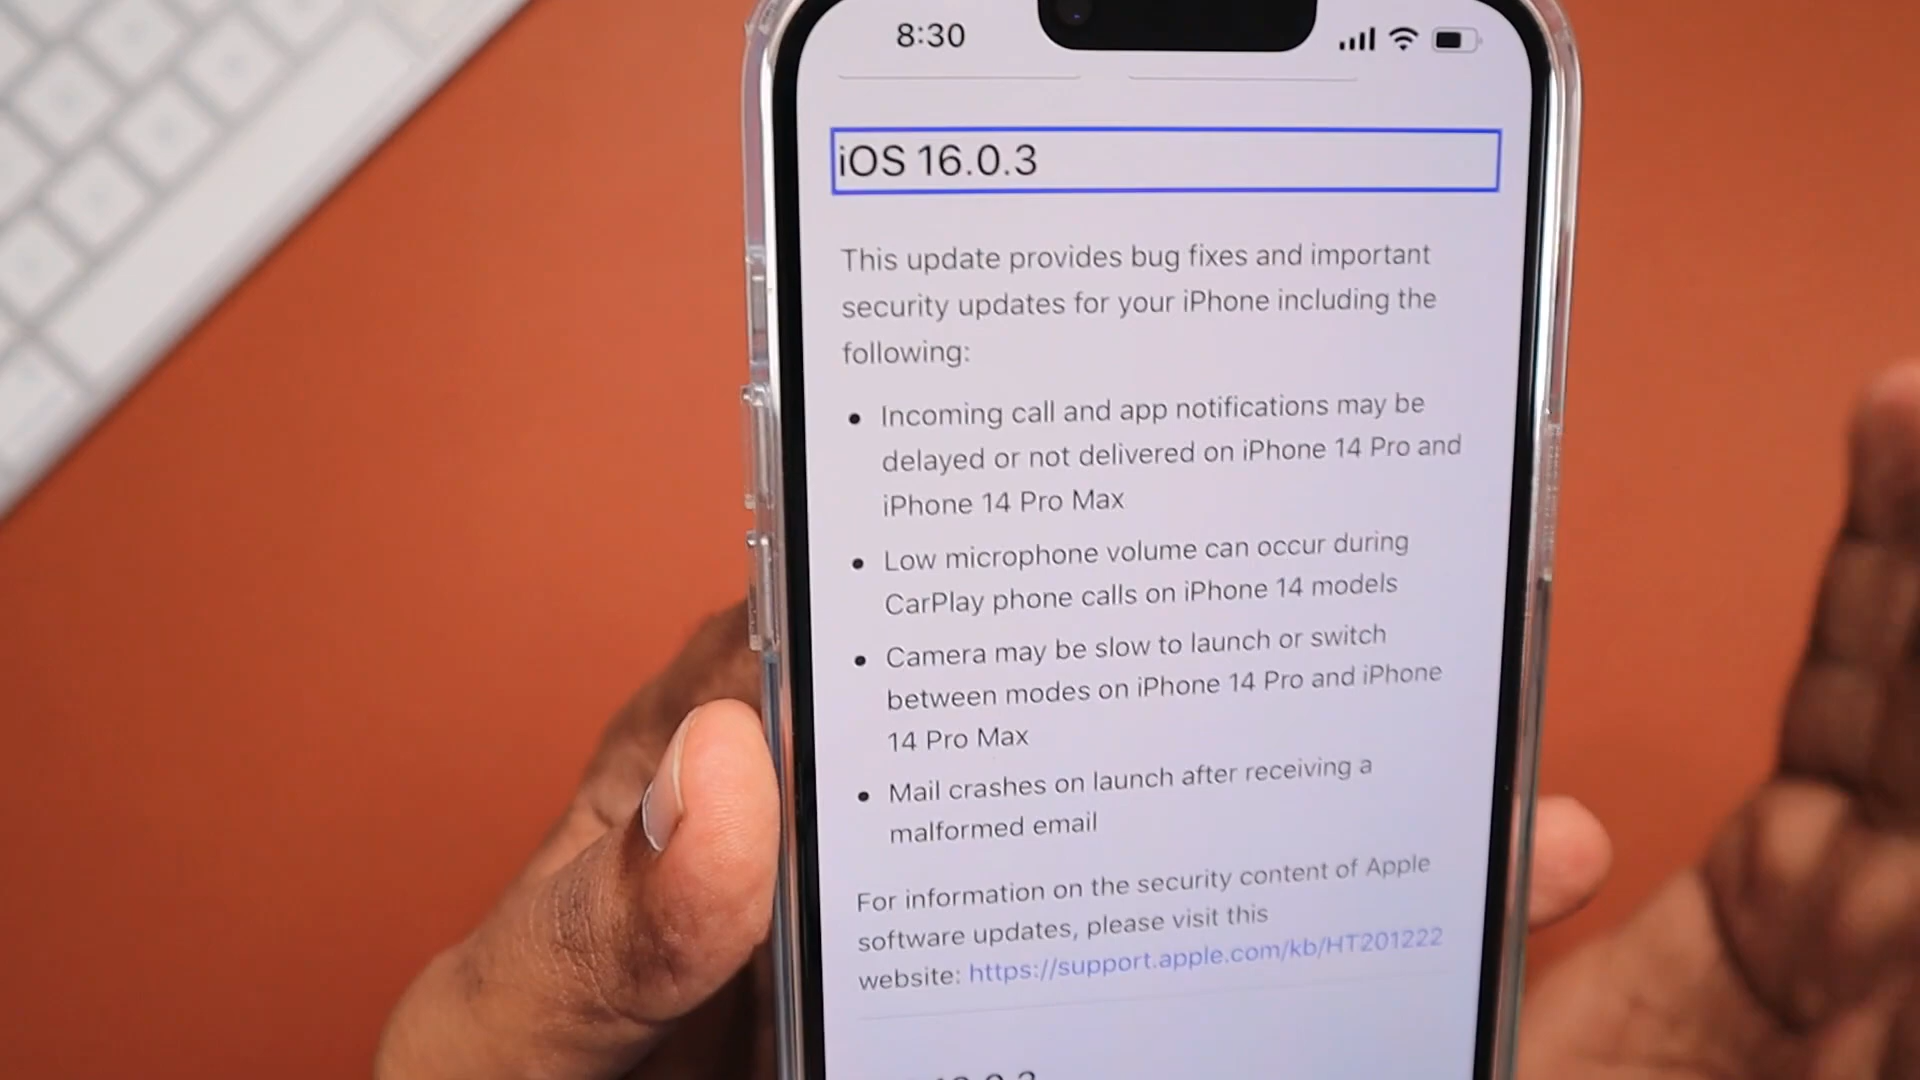 8:30
iOS 16.0.3
This update provides bug fixes and important
security updates for your iPhone including the
following:
• Incoming call and app notifications may be
delayed or not delivered on iPhone 14 Pro and
iPhone 14 Pro Max
• Low microphone volume can occur during
CarPlay phone calls on iPhone 14 models
• Camera may be slow to launch or switch
between modes on iPhone 14 Pro and iPhone
14 Pro Max
• Mail crashes on launch after receiving a
malformed email
For information on the security content of Apple
software updates, please visit this
website: https://support.apple.com/kb/HT201222